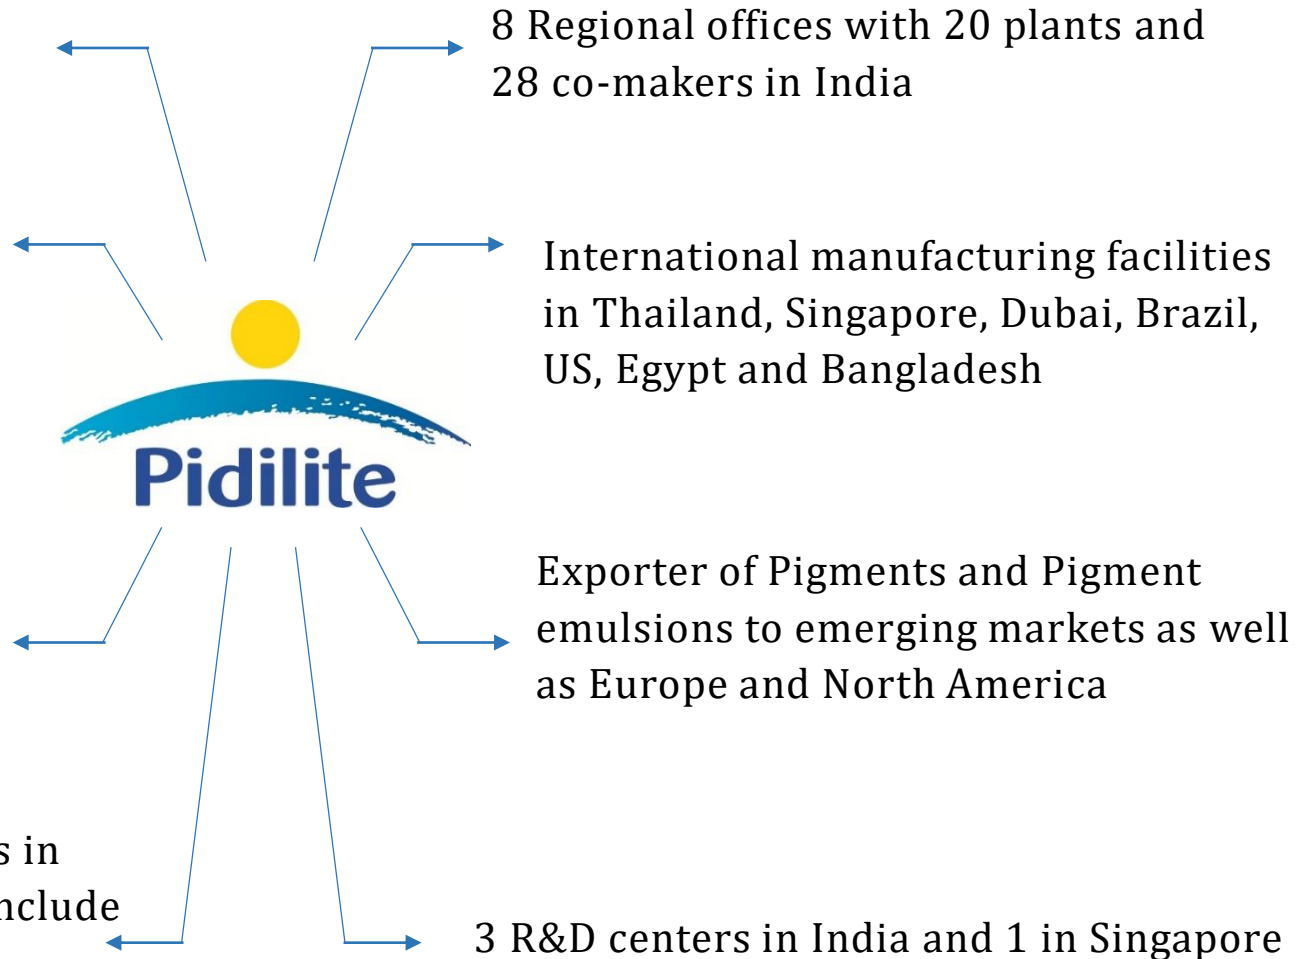 8 Regional offices with 20 plants and
28 co-makers in India
International manufacturing facilities
in Thailand, Singapore, Dubai, Brazil,
US, Egypt and Bangladesh
Pidilite
Exporter of Pigments and Pigment
emulsions to emerging markets as well
as Europe and North America
in
3 R&D centers in India and 1 in Singapore